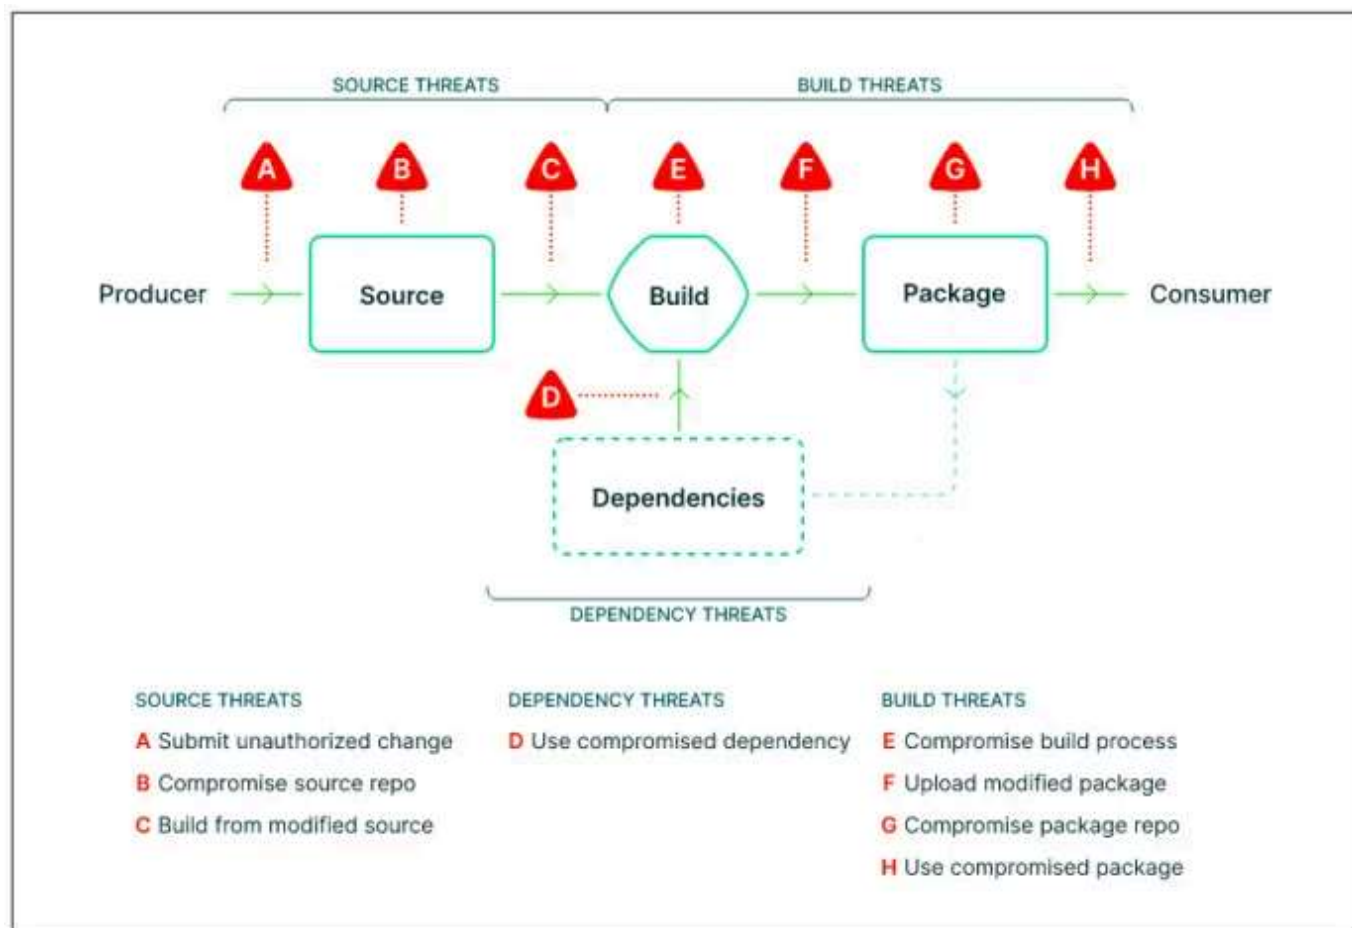 SOURCE THREATS
BUILD THREATS
A
B
C
E
F
G
H
Producer
Source
Build
Package
Consumer
D
Dependencies
DEPENDENCY THREATS
SOURCE THREATS
A Submit unauthorized change
B Compromise source repo
C Build from modified source
DEPENDENCY THREATS
D Use compromised dependency
BUILD THREATS
E Compromise build process
F Upload modified package
G Compromise package repo
H Use compromised package